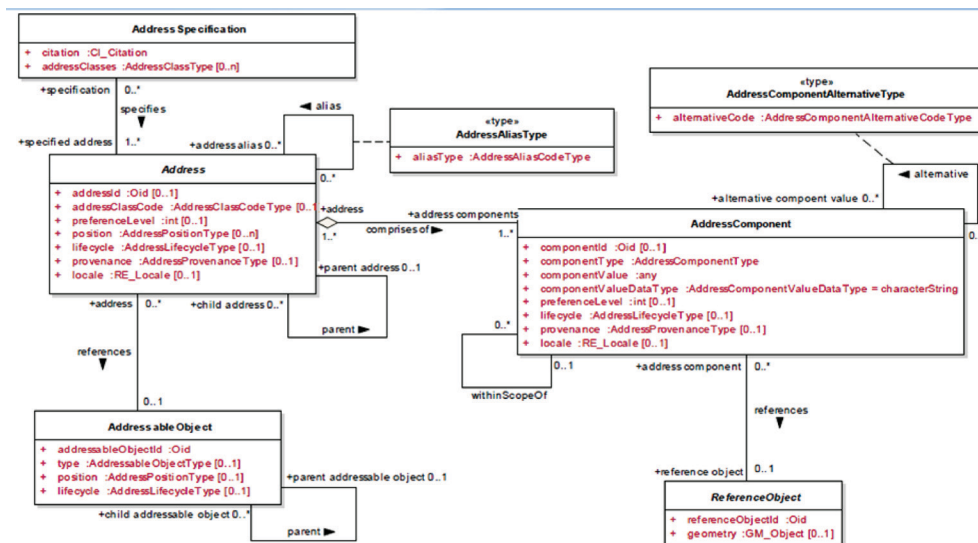 Address Specification
+ citation :CI_Citation
+ addressClasses :AddressClassType [0..n]
+specification 0..*
specifies
+specified address 1..*
alias
+address alias 0..*
0..*
«type»
AddressAliasType
+ aliasType :AddressAliasCodeType
«type»
AddressComponentAlternativeType
+ alternativeCode :AddressComponentAlternativeCodeType
alternative
+alternative compoent value 0..*
Address
+ addressId :Oid [0..1]
+ addressClassCode :AddressClassCodeType [0..1
+ preferenceLevel :int [0..1]
+ position :AddressPositionType [0..n]
+ lifecycle :AddressLifecycleType [0..1]
+ provenance :AddressProvenanceType [0..1]
+ locale :RE_Locale [0..1]
+address
1..*
comprises of
+address components
1..*
+parent address 0..1
+child address 0..*
parent
AddressComponent
+ componentId :Oid [0..1]
+ componentType :AddressComponentType
+ componentValue :any
+ componentValueDataType :AddressComponentValueDataType = characterString
+ preferenceLevel :int [0..1]
+ lifecycle :AddressLifecycleType [0..1]
+ provenance :AddressProvenanceType [0..1]
+ locale :RE_Locale [0..1]
0..*
0..1
withinScopeOf
+address 0..*
references
0..1
+address component 0..*
references
+reference object 0..1
AddressableObject
+ addressableObjectId :Oid
+ type :AddressableObjectType [0..1]
+ position :AddressPositionType [0..1]
+ lifecycle :AddressLifecycleType [0..1]
+parent addressable object 0..1
+child addressable object 0..*
parent
ReferenceObject
+ referenceObjectId :Oid
+ geometry :GM_Object [0..1]